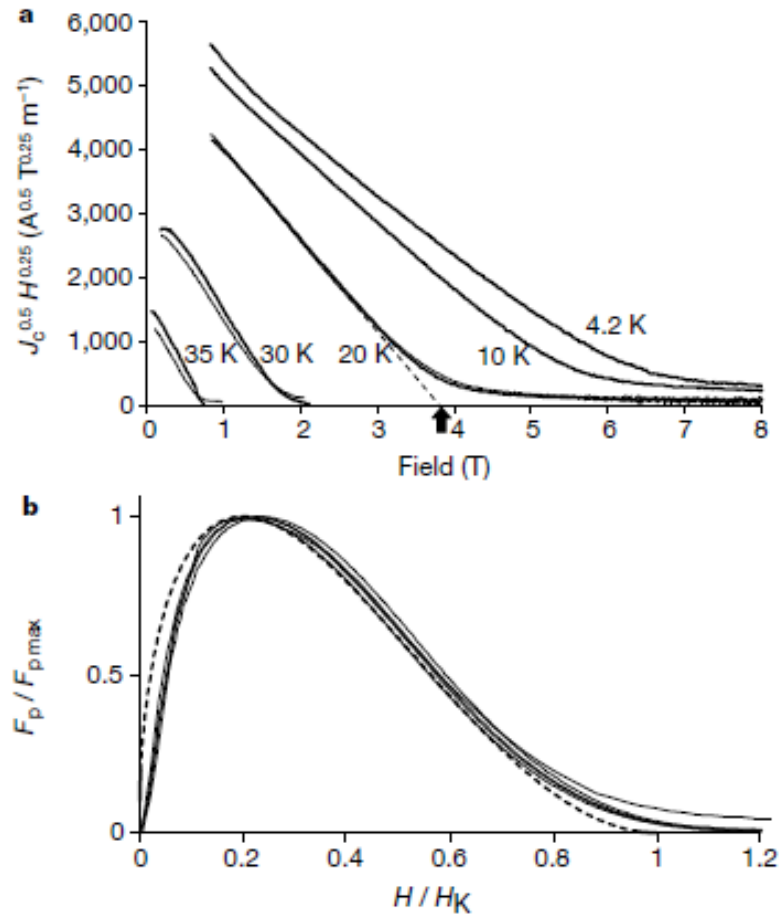 a
6,000
5,000
4,000
3,000
2,000
1,000
0
J_c^0.5 H^0.25 (A^0.5 T^0.25 m^−1)
35 K 30 K 20 K 10 K 4.2 K
0 1 2 3 4 5 6 7 8
Field (T)
b
1
0.5
0
F_p / F_p max
0 0.2 0.4 0.6 0.8 1 1.2
H / H_K